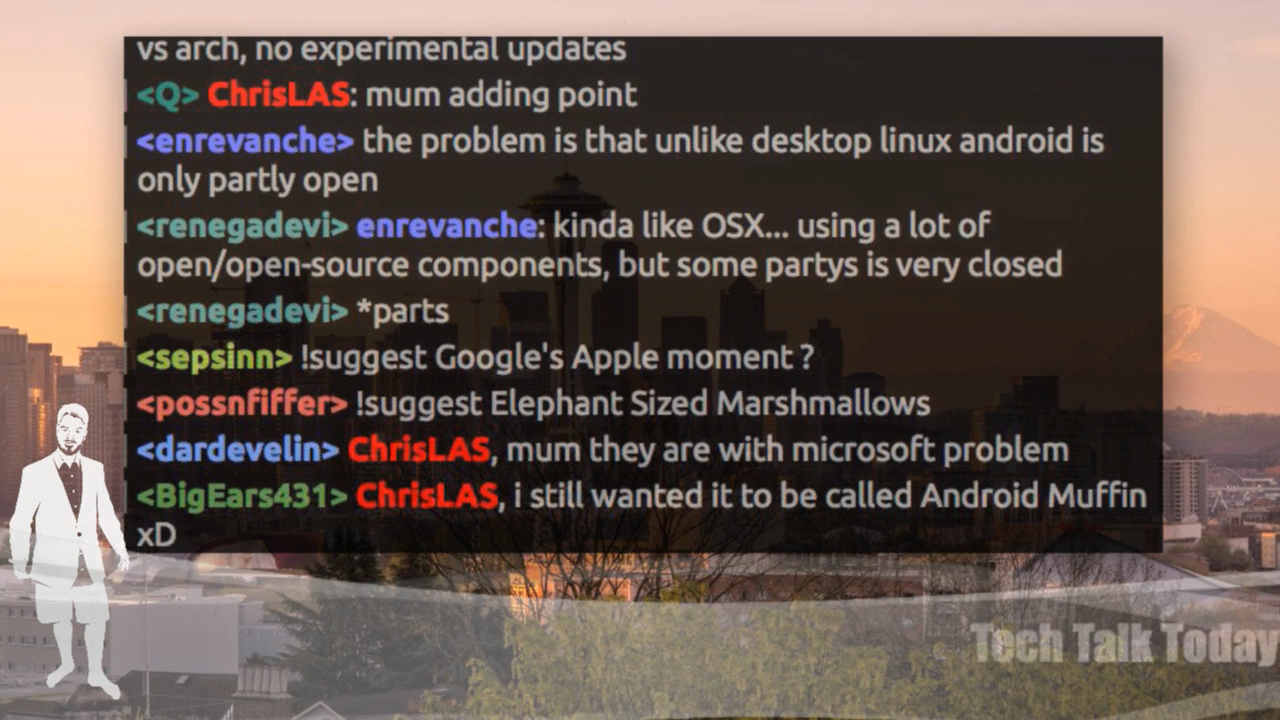 vs arch, no experimental updates
<Q> ChrisLAS: mum adding point
<enrevanche> the problem is that unlike desktop linux android is
only partly open
<renegadevi> enrevanche: kinda like OSX... using a lot of
open/open-source components, but some partys is very closed
<renegadevi> *parts
<sepsinn> !suggest Google's Apple moment ?
<possnfiffer> !suggest Elephant Sized Marshmallows
<dardevelin> ChrisLAS, mum they are with microsoft problem
<BigEars431> ChrisLAS, i still wanted it to be called Android Muffin
xD
Tech Talk Today